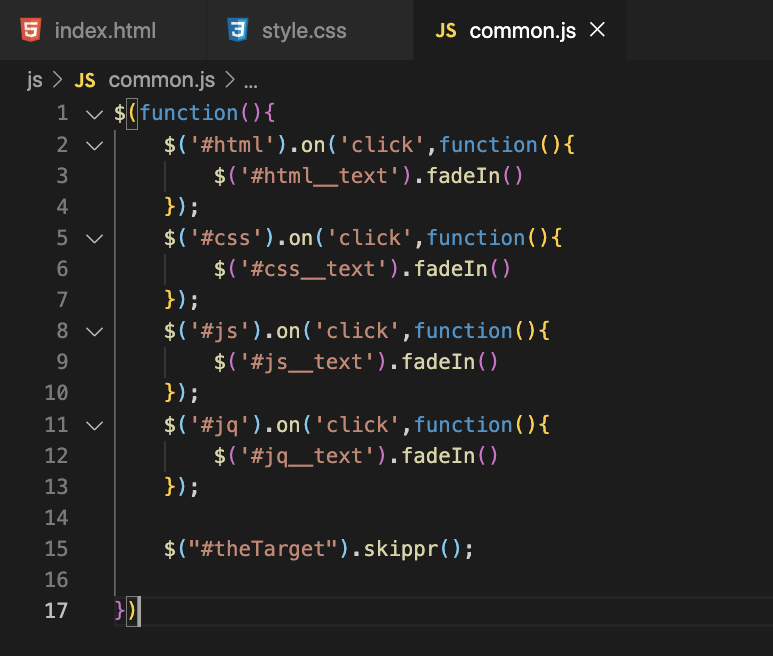 index.html style.css JS common.js ×
js > JS common.js > ...
1 $(function(){
2 $('#html').on('click',function(){
3 $('#html__text').fadeIn()
4 });
5 $('#css').on('click',function(){
6 $('#css__text').fadeIn()
7 });
8 $('#js').on('click',function(){
9 $('#js__text').fadeIn()
10 });
11 $('#jq').on('click',function(){
12 $('#jq__text').fadeIn()
13 });
14
15 $("#theTarget").skippr();
16
17 })